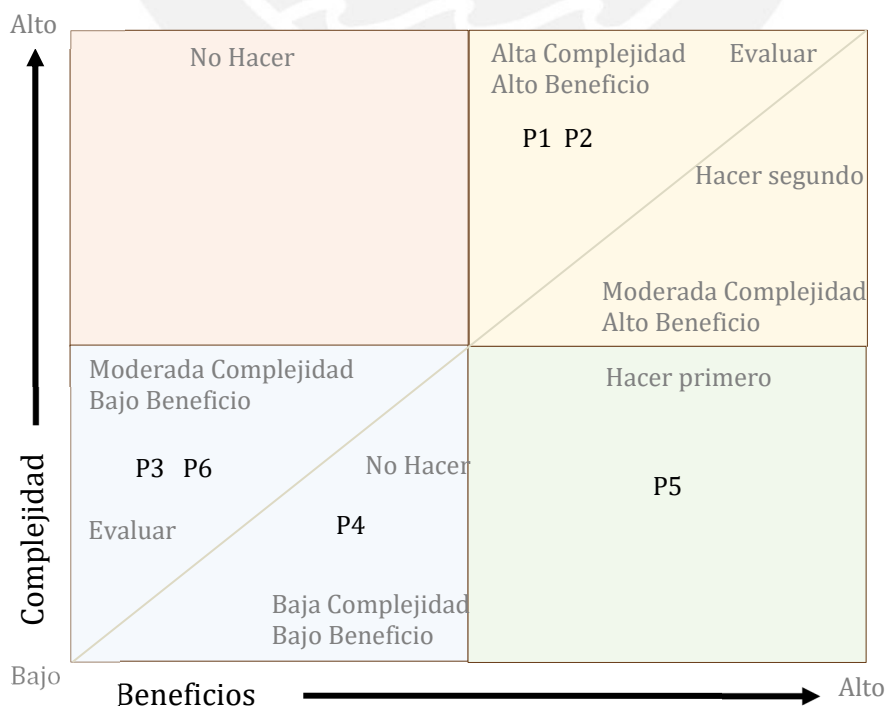 Alto
No Hacer
Alta Complejidad
Alto Beneficio
Evaluar
P1 P2
Hacer segundo
Moderada Complejidad
Alto Beneficio
Moderada Complejidad
Bajo Beneficio
Hacer primero
P3 P6
No Hacer
P5
Evaluar
P4
Baja Complejidad
Bajo Beneficio
Complejidad
Bajo
Beneficios
Alto